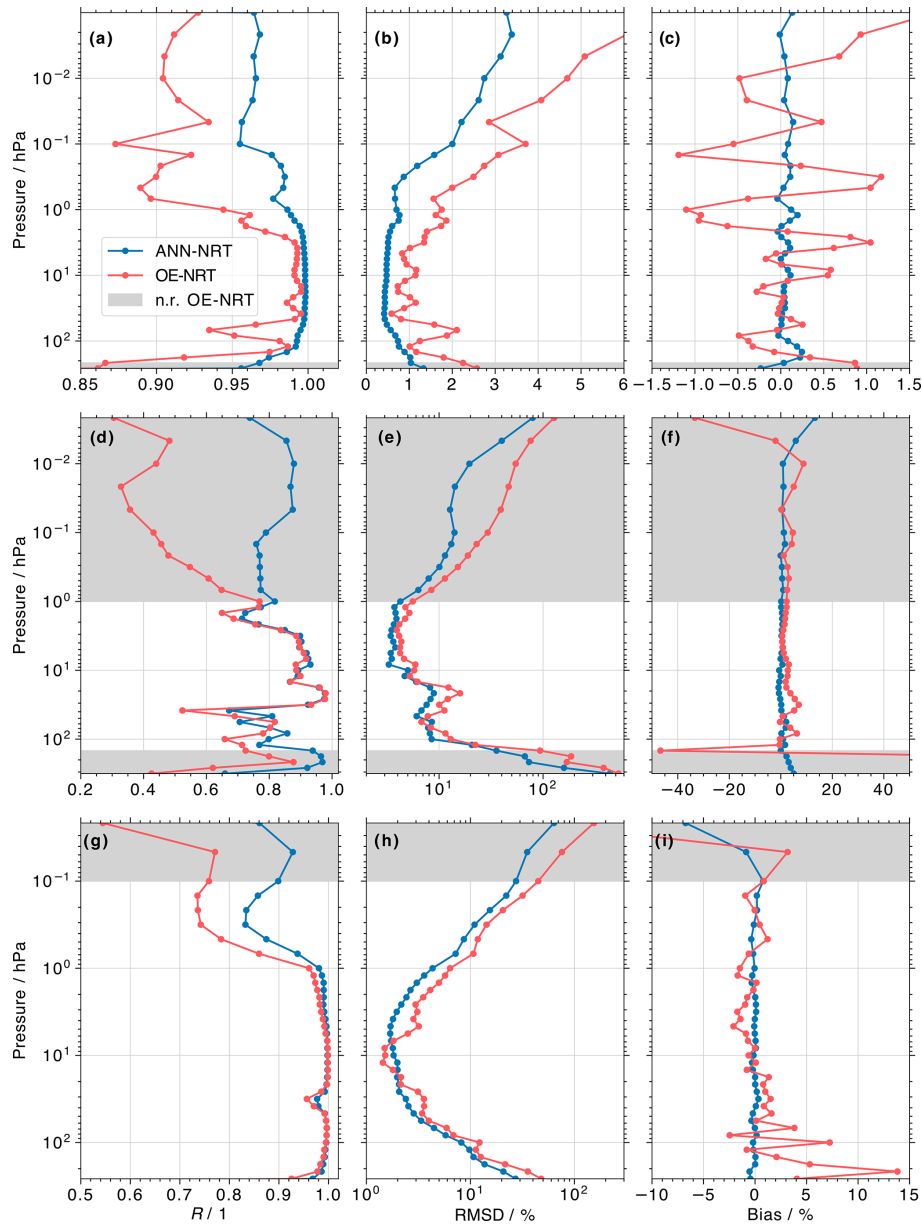 (a)
(b)
(c)
Pressure / hPa
10⁻²
10⁻¹
10⁰
10¹
10²
ANN-NRT
OE-NRT
n.r. OE-NRT
0.85 0.90 0.95 1.00
0 1 2 3 4 5 6
−1.5 −1.0 −0.5 0.0 0.5 1.0 1.5
(d)
(e)
(f)
Pressure / hPa
10⁻²
10⁻¹
10⁰
10¹
10²
0.2 0.4 0.6 0.8 1.0
10¹ 10²
−40 −20 0 20 40
(g)
(h)
(i)
Pressure / hPa
10⁻¹
10⁰
10¹
10²
0.5 0.6 0.7 0.8 0.9 1.0
10⁰ 10¹ 10²
−10 −5 0 5 10 15
R / 1
RMSD / %
Bias / %